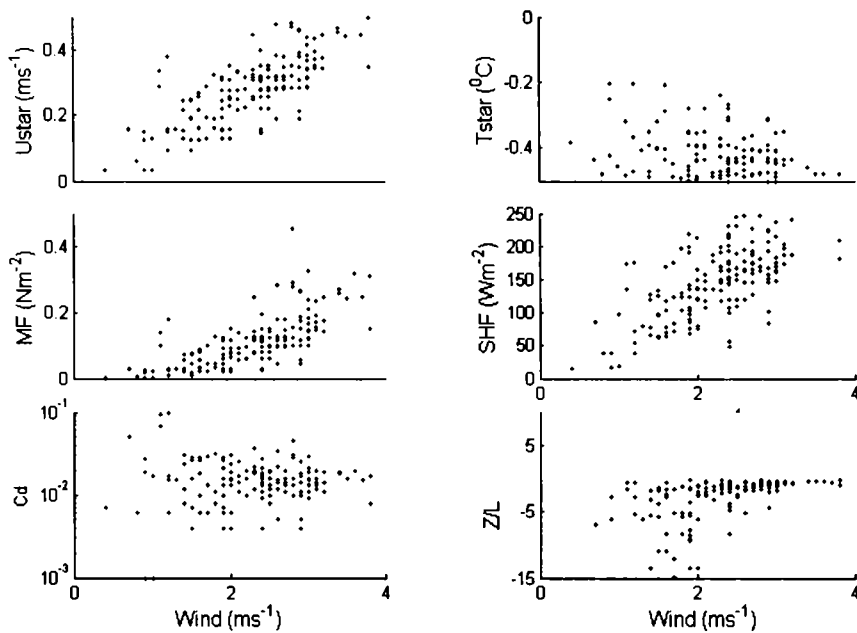 0.4
0.2
0
Ustar (ms⁻¹)
0
-0.2
-0.4
Tstar (⁰C)
0.4
0.2
0
MF (Nm⁻²)
250
200
150
100
50
0
SHF (Wm⁻²)
0 2 4
0 2 4
10⁻¹
10⁻²
10⁻³
Cd
Wind (ms⁻¹)
5
-5
-15
Z/L
2 4
Wind (ms⁻¹)
2 4